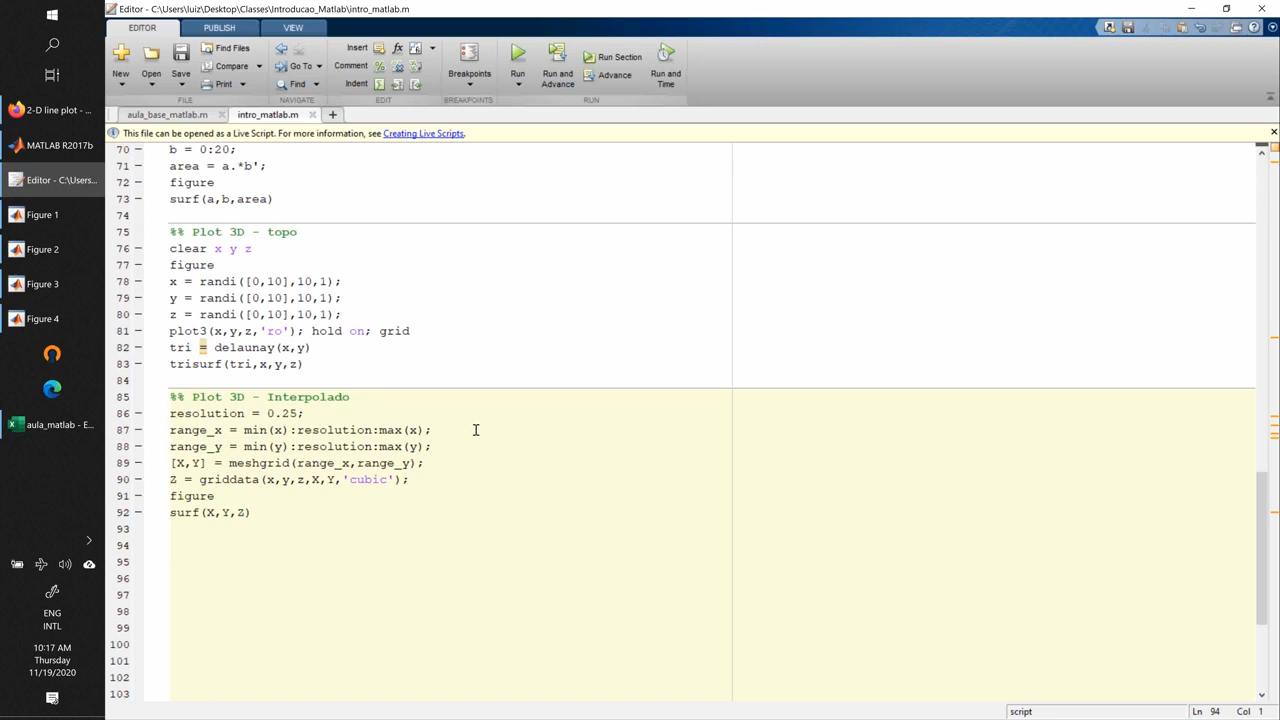 Editor - C:\Users\luiz\Desktop\Classes\Introducao_Matlab\intro_matlab.m
EDITOR PUBLISH VIEW
New
Open
Save
Find Files
Compare
Print
FILE
Go To
Find
NAVIGATE
Insert
Comment
Indent
EDIT
Breakpoints
BREAKPOINTS
Run
Run and
Advance
Run Section
Advance
Run and
Time
RUN
aula_base_matlab.m intro_matlab.m
This file can be opened as a Live Script. For more information, see Creating Live Scripts.
70 b = 0:20;
71 area = a.*b';
72 figure
73 surf(a,b,area)
74
75 %% Plot 3D - topo
76 clear x y z
77 figure
78 x = randi([0,10],10,1);
79 y = randi([0,10],10,1);
80 z = randi([0,10],10,1);
81 plot3(x,y,z,'ro'); hold on; grid
82 tri = delaunay(x,y)
83 trisurf(tri,x,y,z)
84
85 %% Plot 3D - Interpolado
86 resolution = 0.25;
87 range_x = min(x):resolution:max(x);
88 range_y = min(y):resolution:max(y);
89 [X,Y] = meshgrid(range_x,range_y);
90 Z = griddata(x,y,z,X,Y,'cubic');
91 figure
92 surf(X,Y,Z)
93
94
95
96
97
98
99
100
101
102
103
script Ln 94 Col 1
2-D line plot - ...
MATLAB R2017b
Editor - C:\Users...
Figure 1
Figure 2
Figure 3
Figure 4
aula_matlab - E...
ENG
INTL
10:17 AM
Thursday
11/19/2020